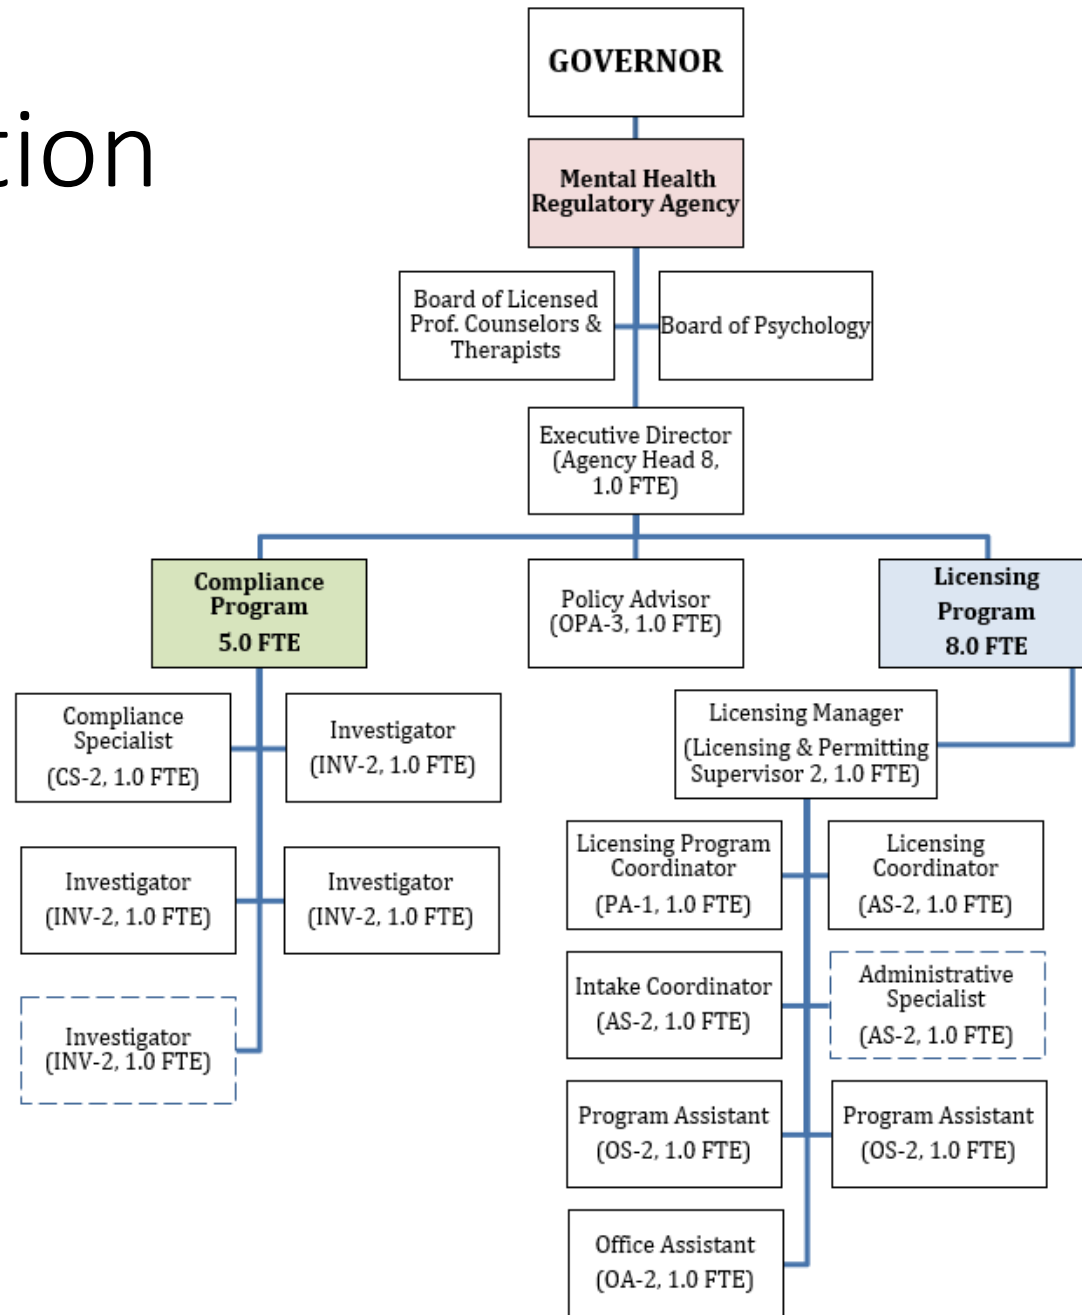 tion
GOVERNOR
Mental Health
Regulatory Agency
Board of Licensed
Prof. Counselors &
Therapists
Board of Psychology
Executive Director
(Agency Head 8,
1.0 FTE)
Compliance
Program
5.0 FTE
Policy Advisor
(OPA-3, 1.0 FTE)
Licensing
Program
8.0 FTE
Compliance
Specialist
(CS-2, 1.0 FTE)
Investigator
(INV-2, 1.0 FTE)
Licensing Manager
(Licensing & Permitting
Supervisor 2, 1.0 FTE)
Investigator
(INV-2, 1.0 FTE)
Investigator
(INV-2, 1.0 FTE)
Licensing Program
Coordinator
(PA-1, 1.0 FTE)
Licensing
Coordinator
(AS-2, 1.0 FTE)
Investigator
(INV-2, 1.0 FTE)
Intake Coordinator
(AS-2, 1.0 FTE)
Administrative
Specialist
(AS-2, 1.0 FTE)
Program Assistant
(OS-2, 1.0 FTE)
Program Assistant
(OS-2, 1.0 FTE)
Office Assistant
(OA-2, 1.0 FTE)